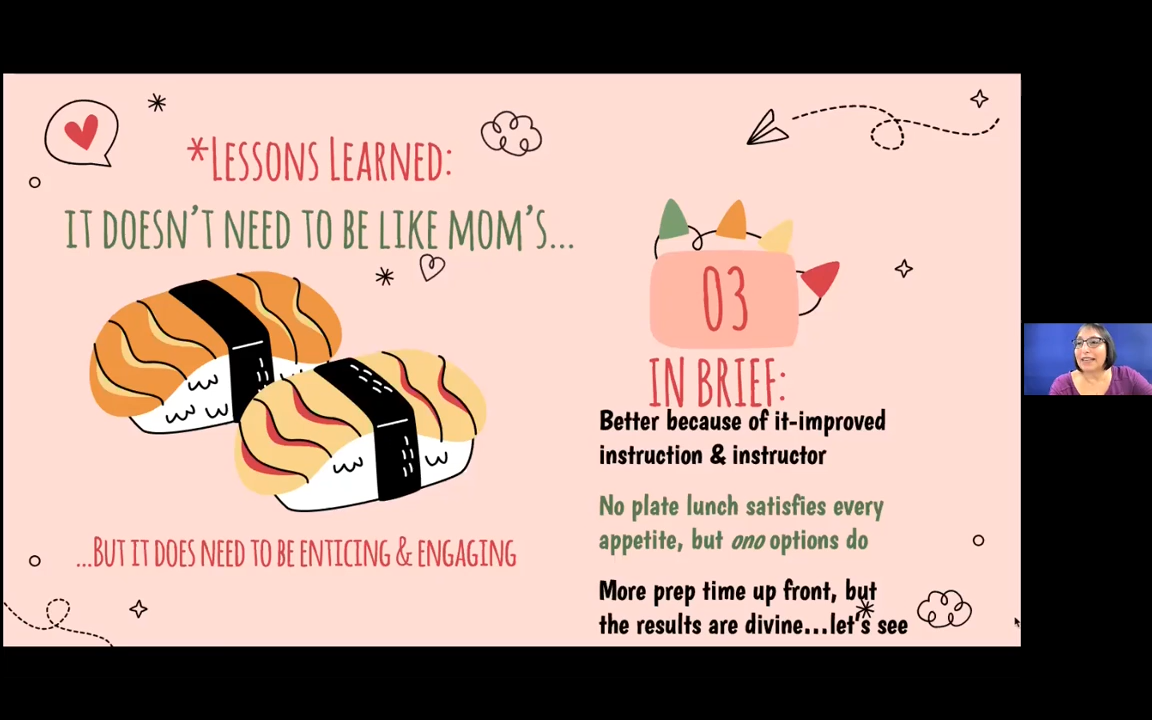 *LESSONS LEARNED:
IT DOESN'T NEED TO BE LIKE MOM'S...
...BUT IT DOES NEED TO BE ENTICING & ENGAGING
03
IN BRIEF:
Better because of it-improved
instruction & instructor
No plate lunch satisfies every
appetite, but ono options do
More prep time up front, but
the results are divine...let's see